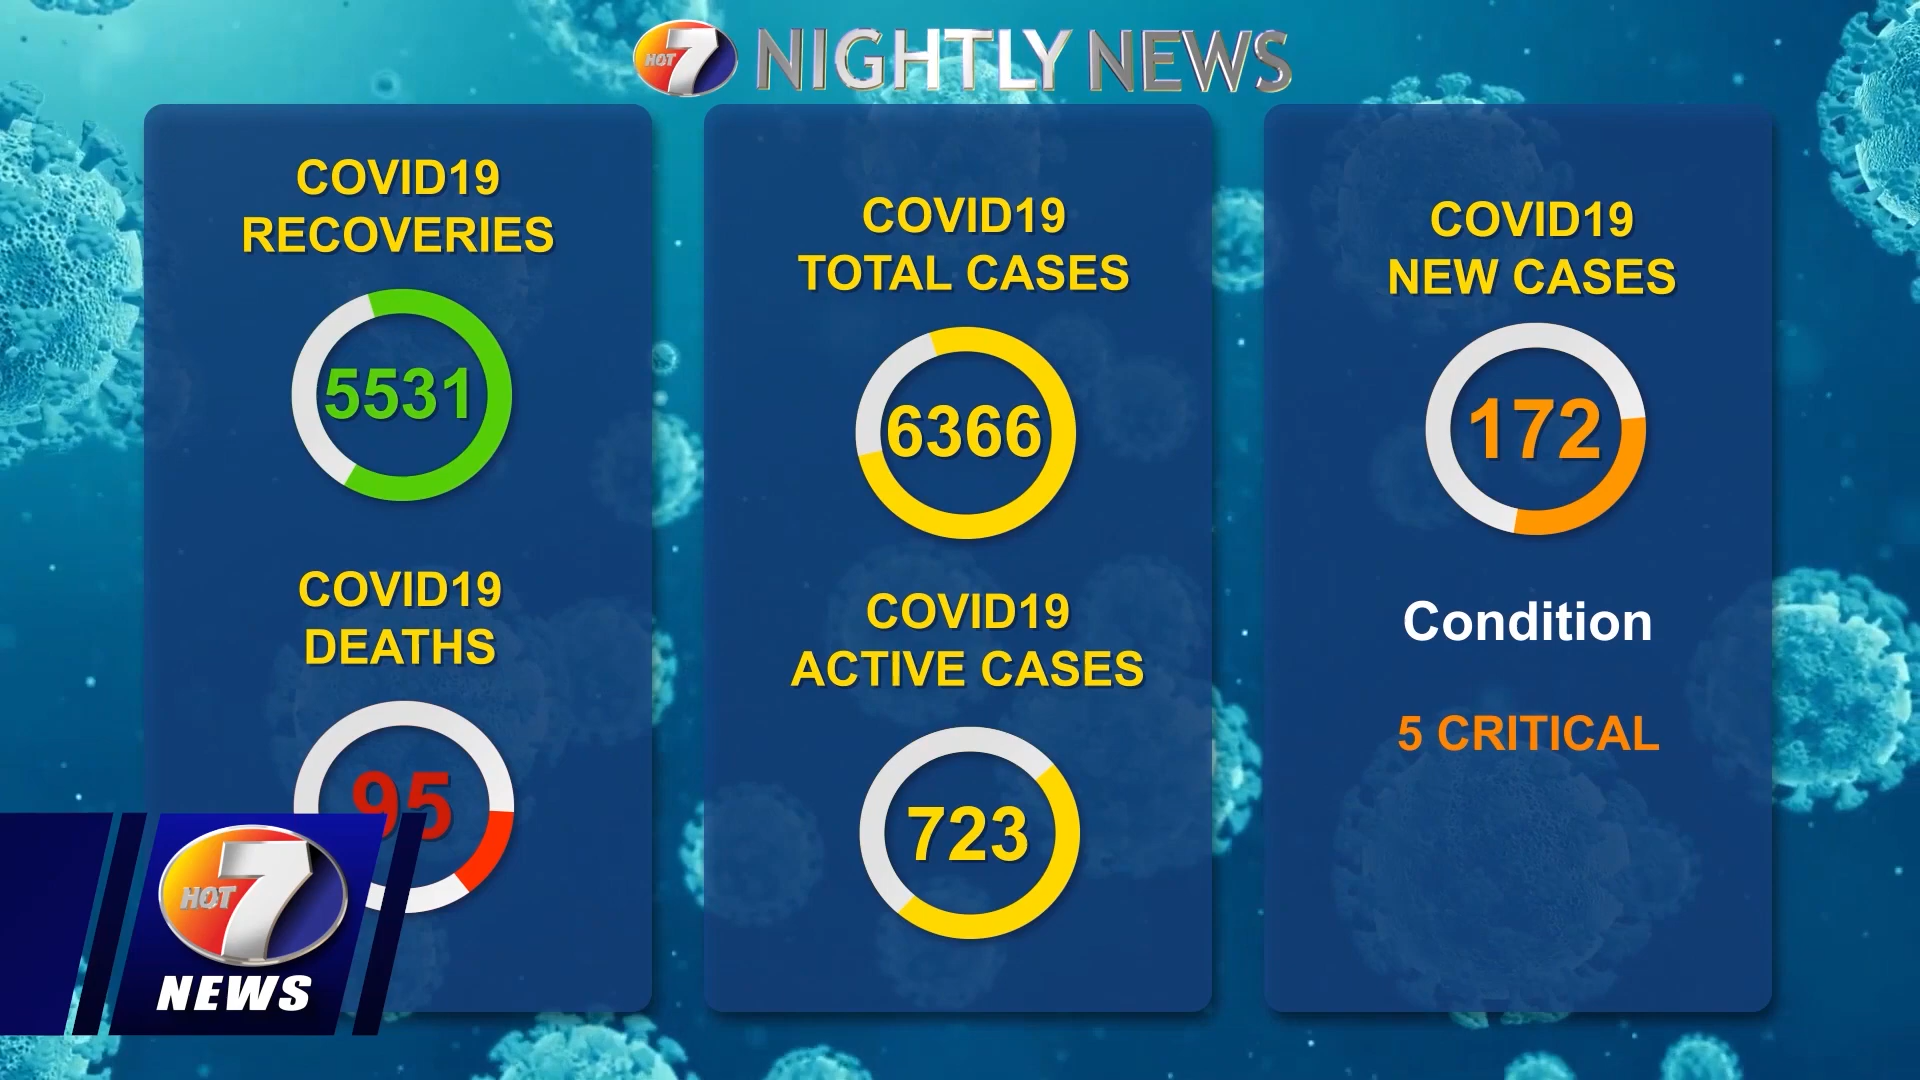 HOT 7 NIGHTLY NEWS
COVID19
RECOVERIES
5531
COVID19
DEATHS
95
COVID19
TOTAL CASES
6366
COVID19
ACTIVE CASES
723
COVID19
NEW CASES
172
Condition
5 CRITICAL
HOT 7
NEWS